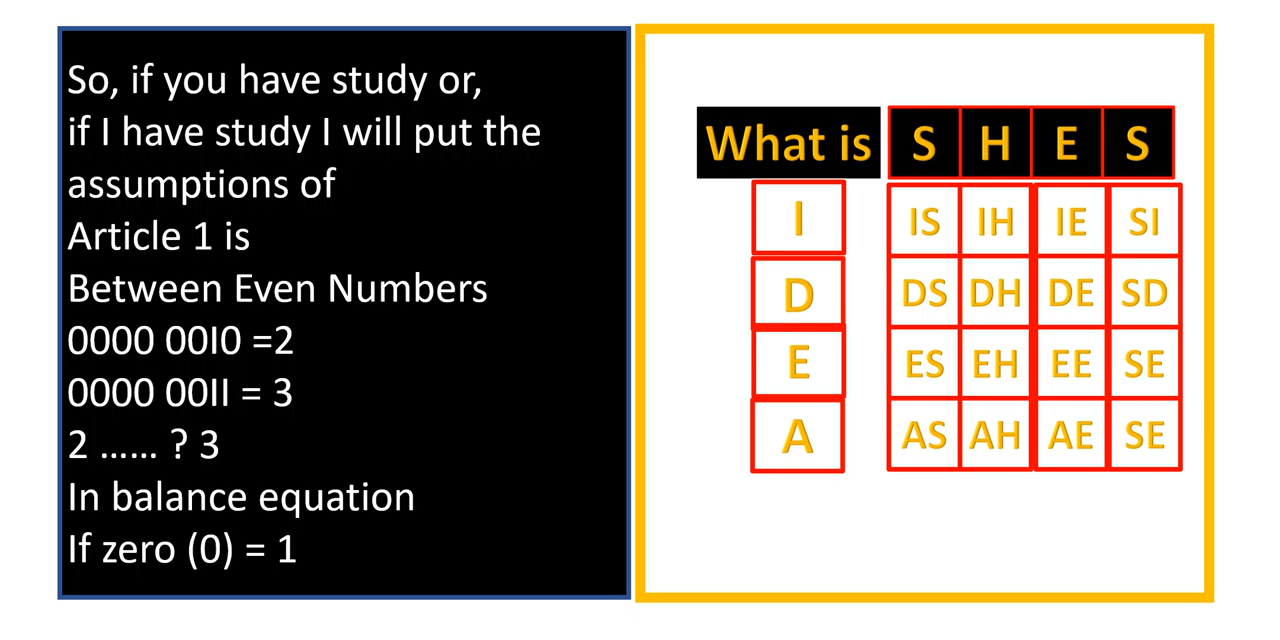 So, if you have study or,
if I have study I will put the
assumptions of
Article 1 is
Between Even Numbers
0000 00I0 =2
0000 00II = 3
2 ...... ? 3
In balance equation
If zero (0) = 1
What is S H E S
I IS IH IE SI
D DS DH DE SD
E ES EH EE SE
A AS AH AE SE